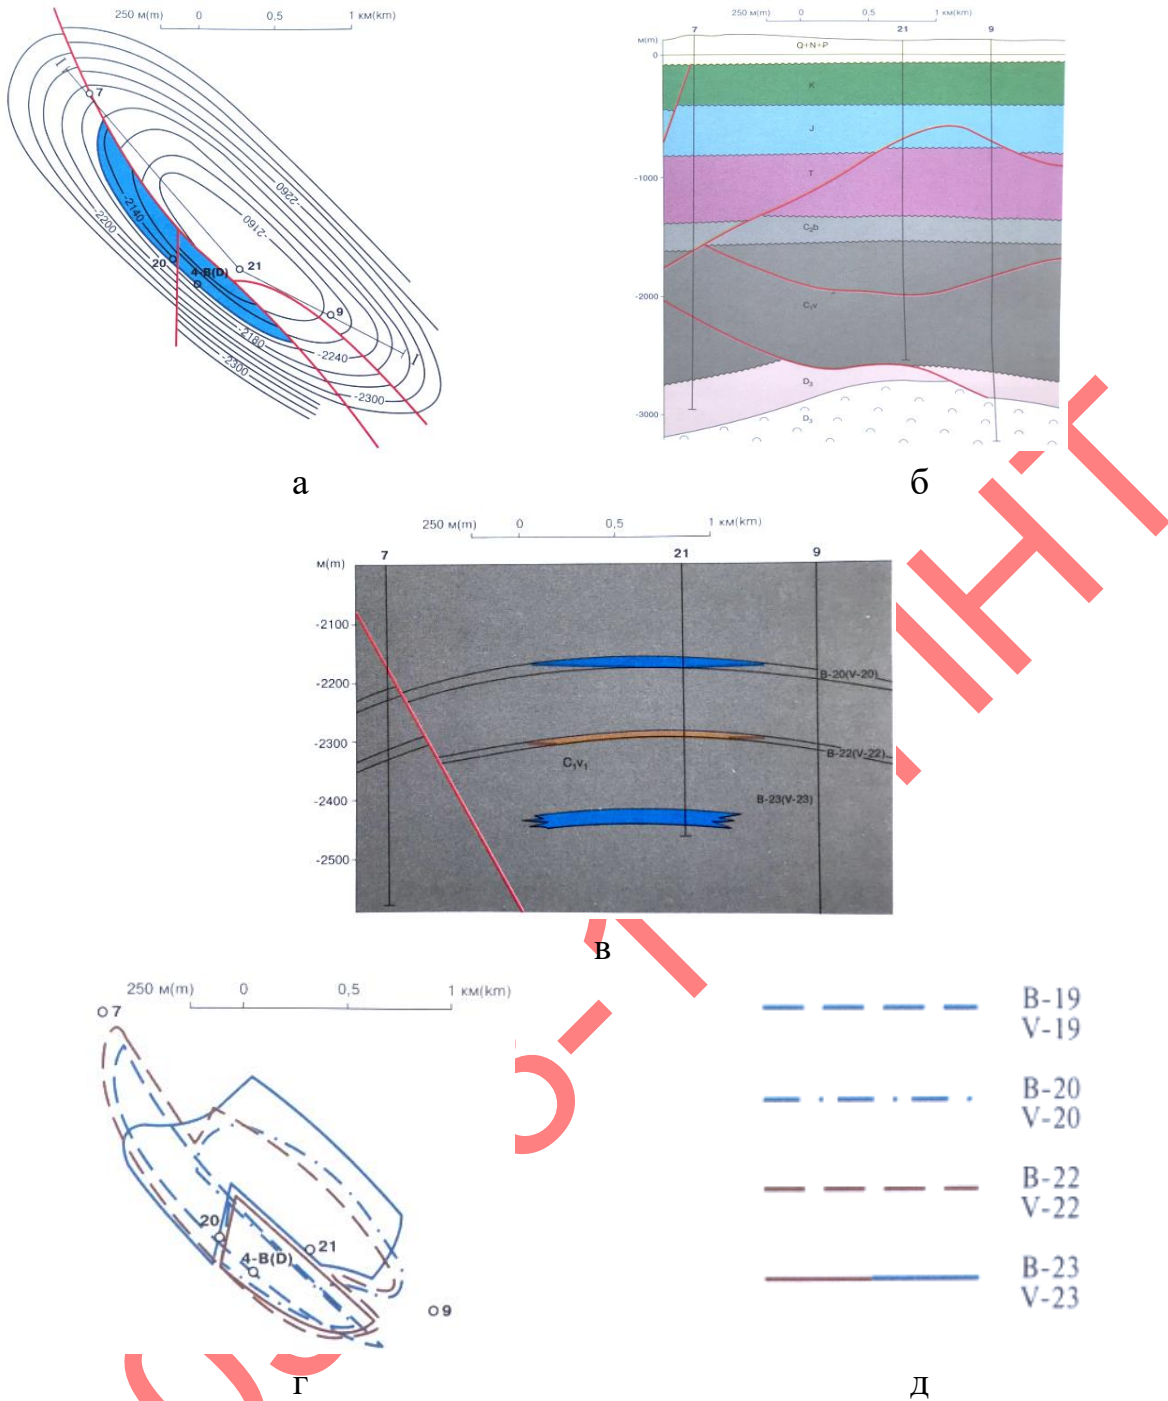 250 м(m) 0 0,5 1 км(km)
I
7
-2140
-2200
-2260
-2160
20
4-В(D)
21
9
I
-2180
-2240
-2300
-2300
а
250 м(m) 0 0,5 1 км(km)
7 21 9
м(m)
Q+N+P
0
K
J
-1000
T
C₂b
-2000
C₁v
D₃
-3000
D₃
б
250 м(m) 0 0,5 1 км(km)
7 21 9
м(m)
-2100
-2200
В-20(V-20)
-2300
В-22(V-22)
C₁v₁
-2400
В-23(V-23)
-2500
в
250 м(m) 0 0,5 1 км(km)
7
20
21
4-В(D)
9
г
В-19
V-19
В-20
V-20
В-22
V-22
В-23
V-23
д